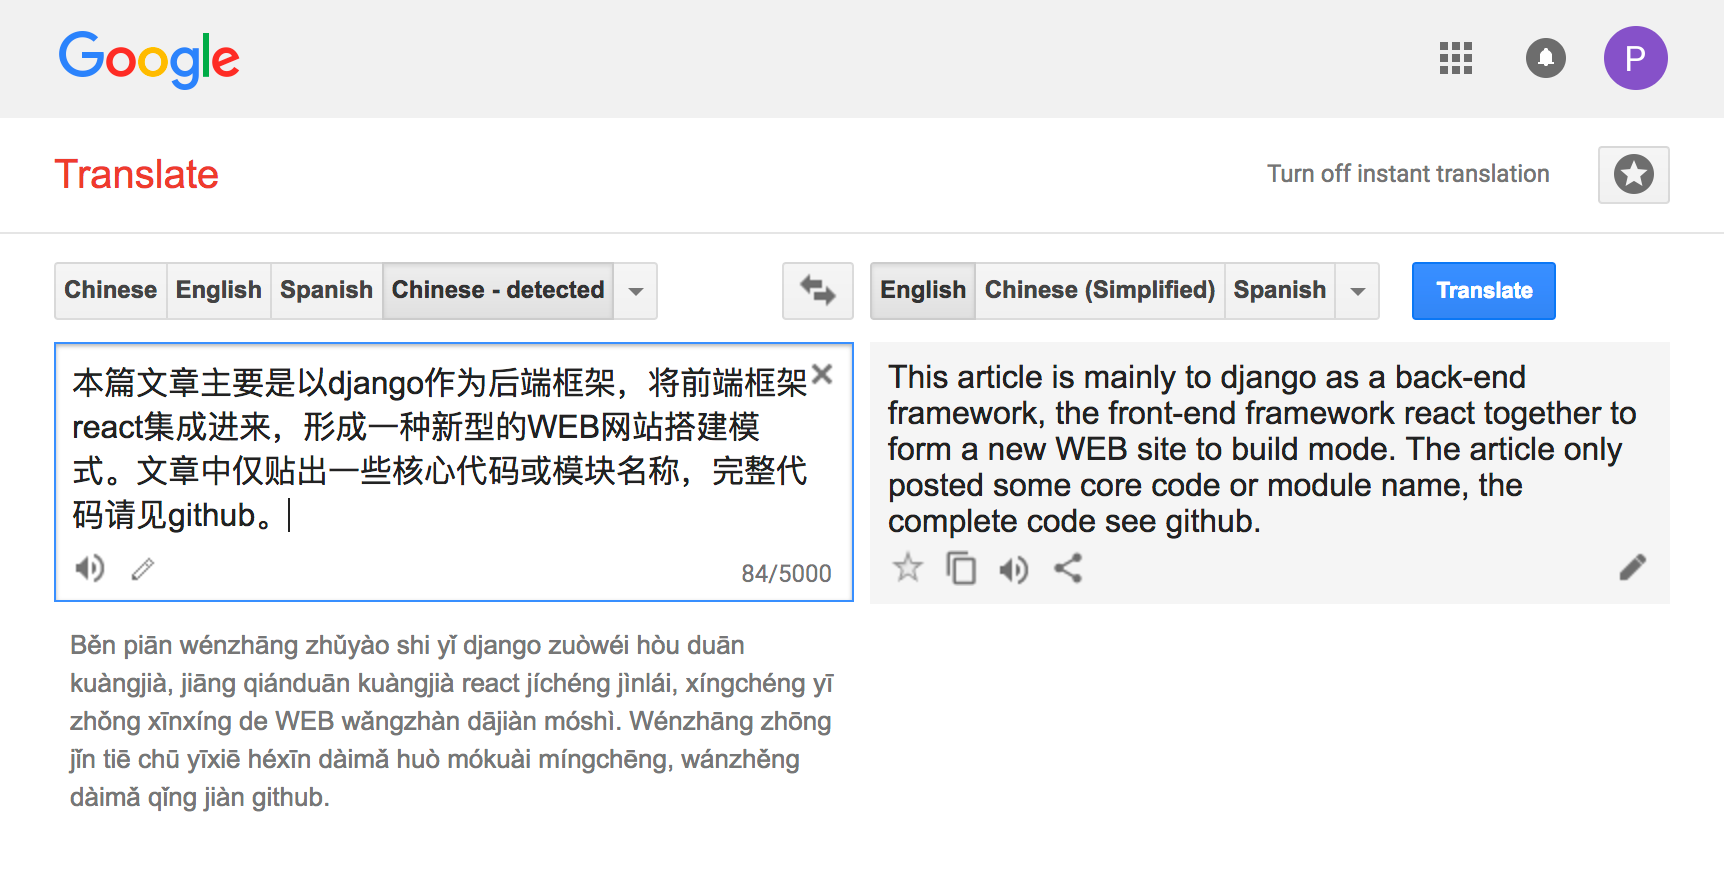 Google
P
Translate
Turn off instant translation
Chinese English Spanish Chinese - detected
English Chinese (Simplified) Spanish
Translate
本篇文章主要是以django作为后端框架，将前端框架
react集成进来，形成一种新型的WEB网站搭建模
式。文章中仅贴出一些核心代码或模块名称，完整代
码请见github。
84/5000
This article is mainly to django as a back-end
framework, the front-end framework react together to
form a new WEB site to build mode. The article only
posted some core code or module name, the
complete code see github.
Běn piān wénzhāng zhǔyào shi yǐ django zuòwéi hòu duān
kuàngjià, jiāng qiánduān kuàngjià react jíchéng jìnlái, xíngchéng yī
zhǒng xīnxíng de WEB wǎngzhàn dājiàn móshì. Wénzhāng zhōng
jǐn tiē chū yīxiē héxīn dàimǎ huò mókuài míngchēng, wánzhěng
dàimǎ qǐng jiàn github.